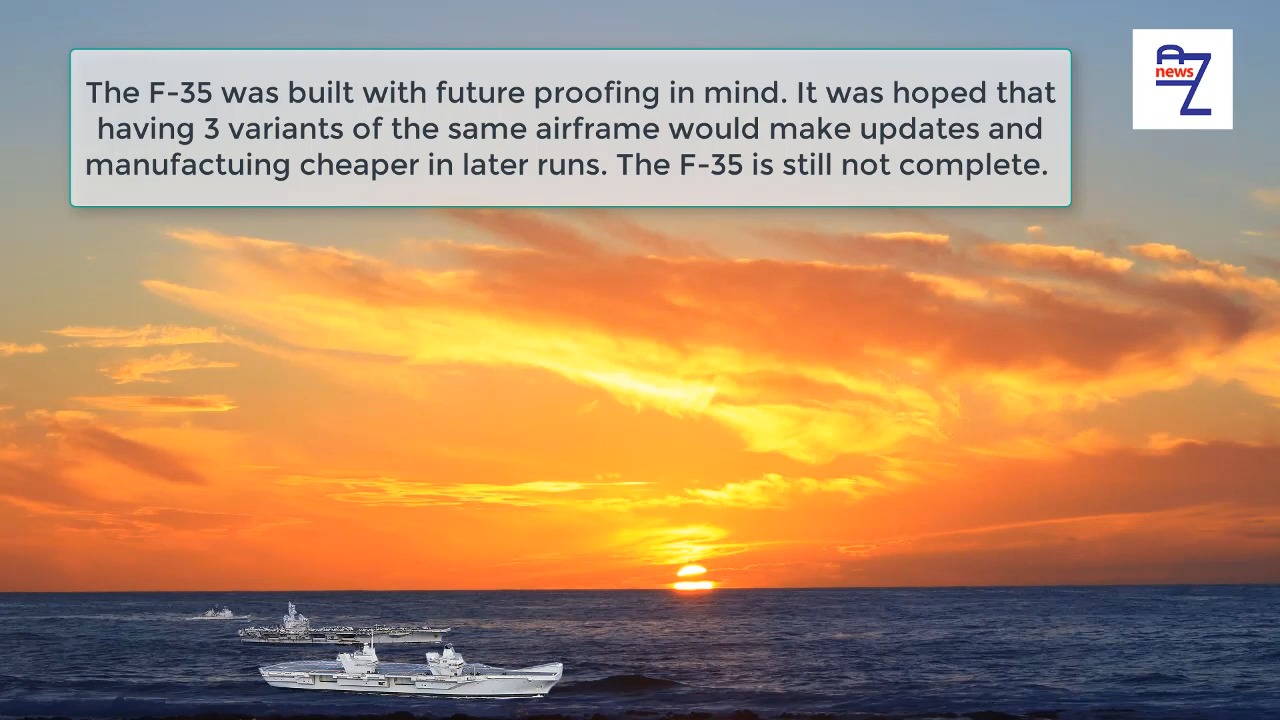 The F-35 was built with future proofing in mind. It was hoped that
having 3 variants of the same airframe would make updates and
manufactuing cheaper in later runs. The F-35 is still not complete.
A
news
Z